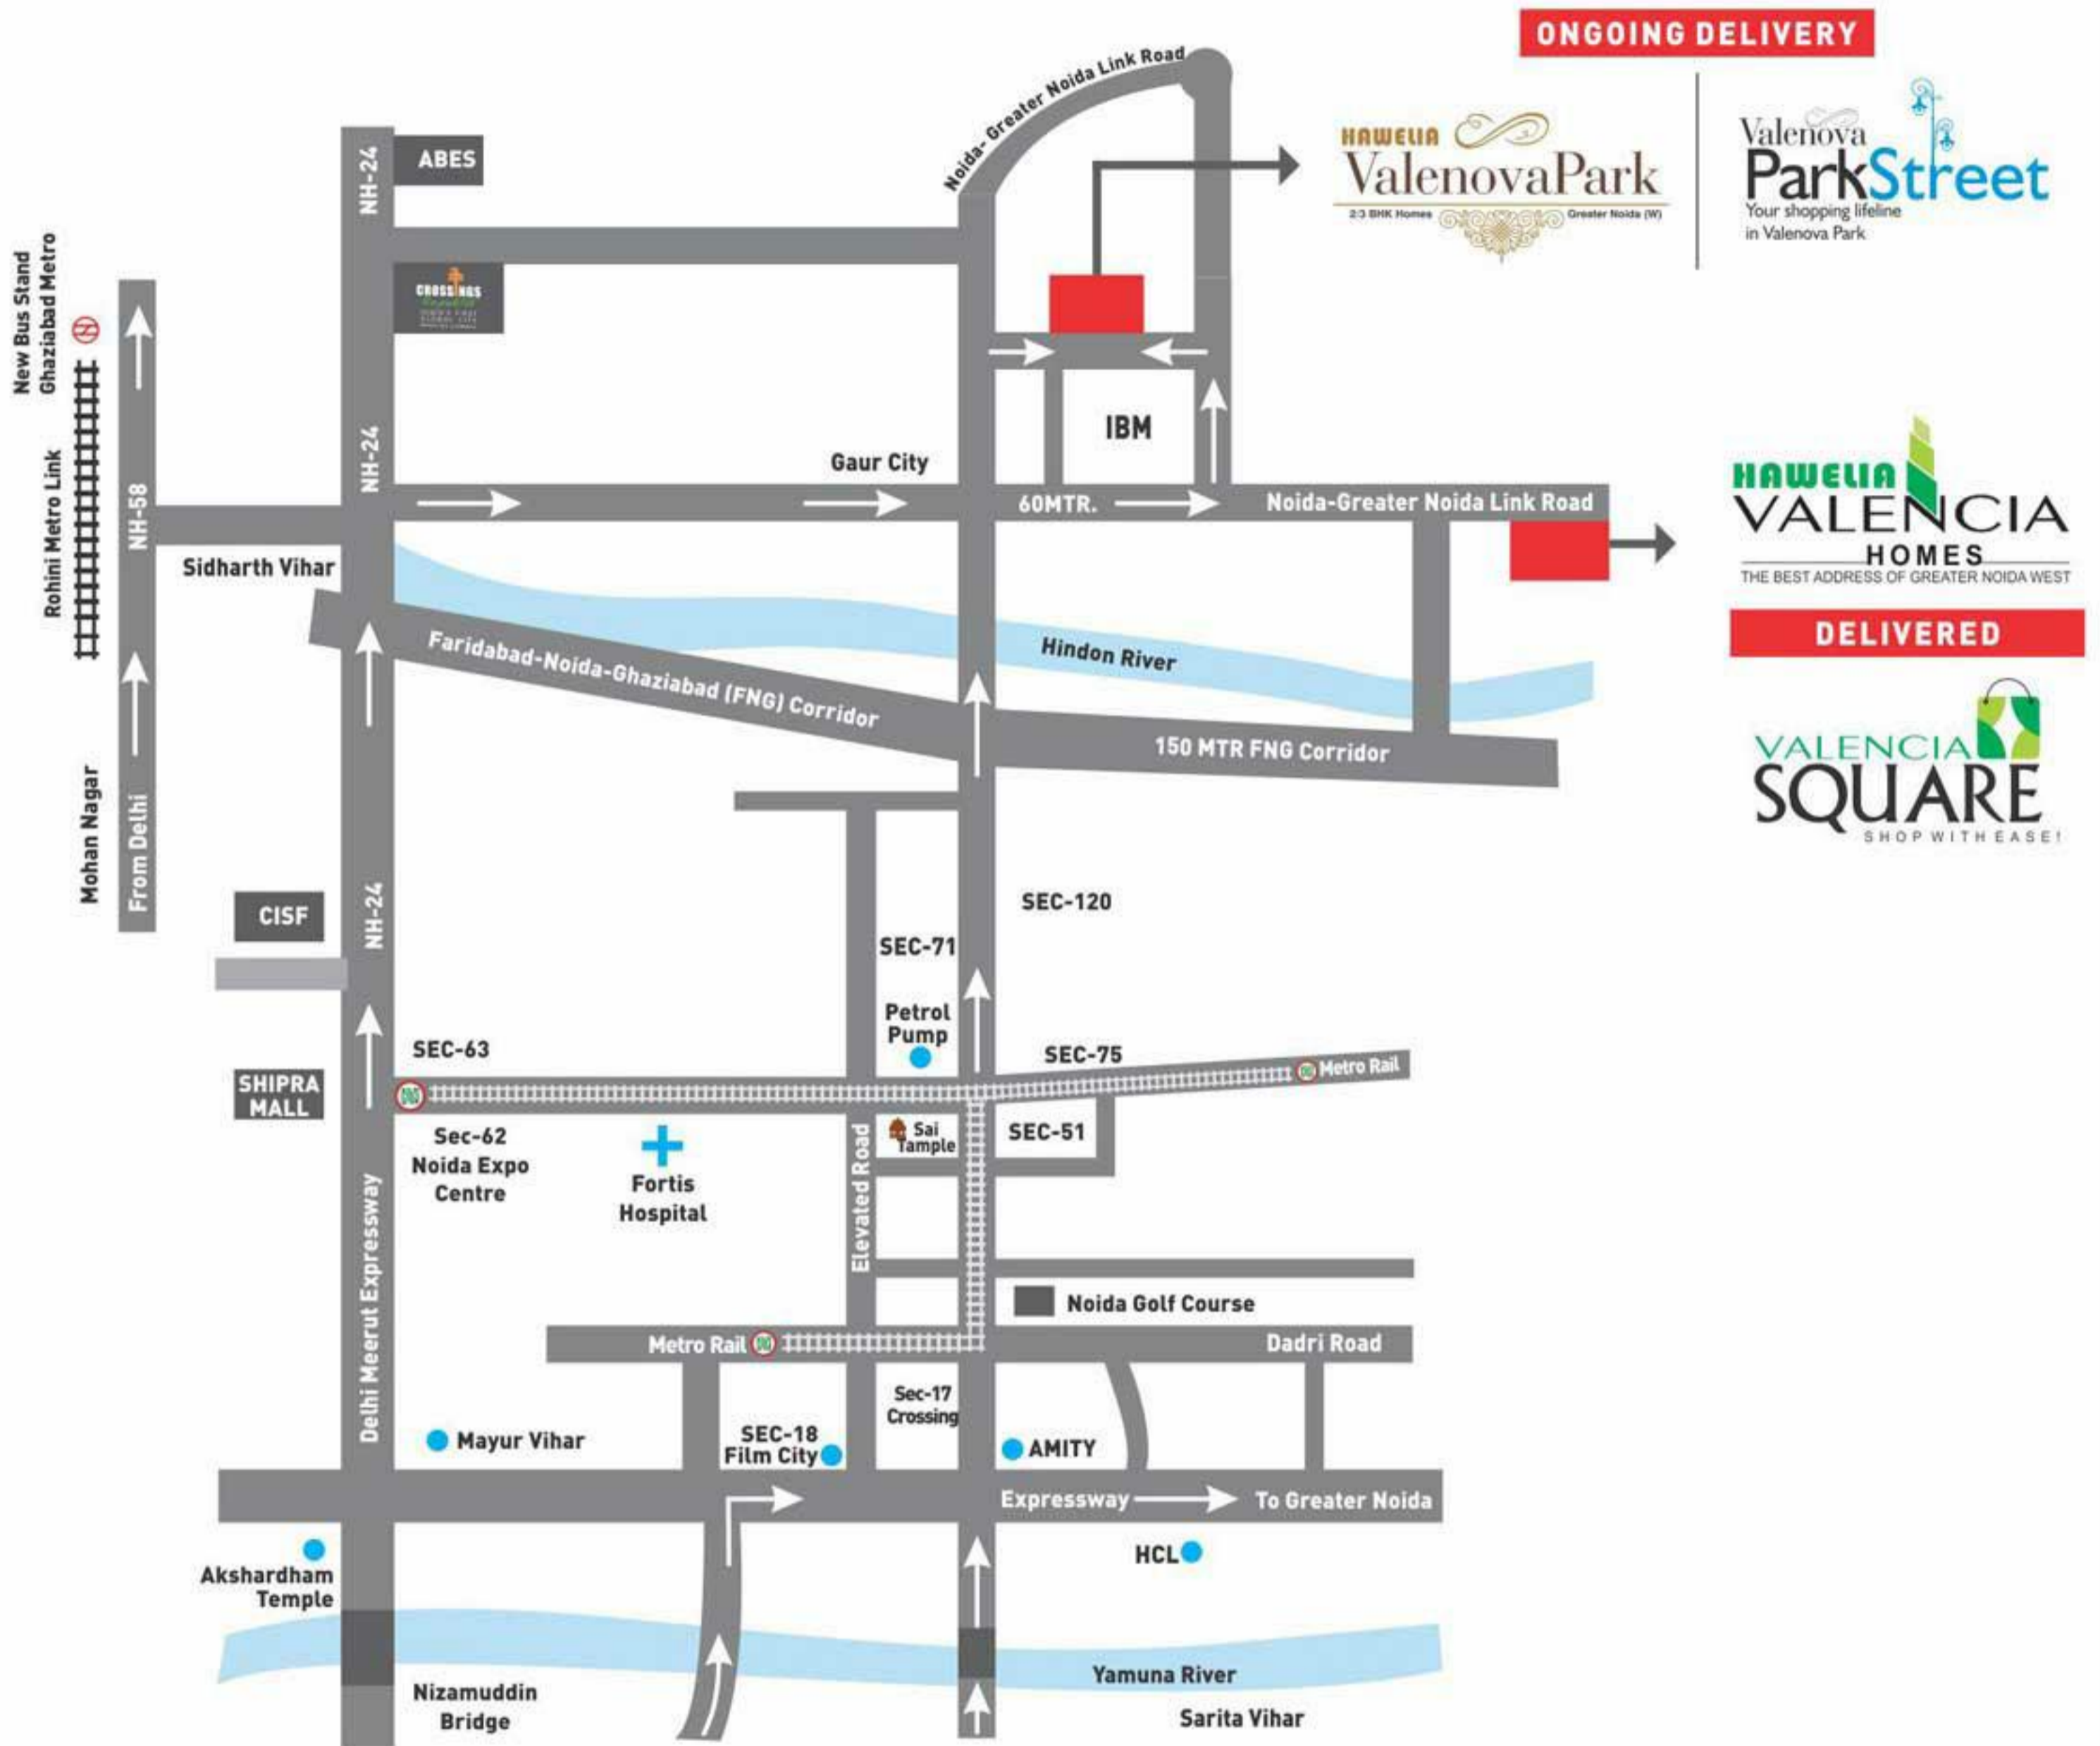 ONGOING DELIVERY
Noida- Greater Noida Link Road
HAWELIA
ValenovaPark
2/3 BHK Homes
Greater Noida (W)
Valenova
ParkStreet
Your shopping lifeline
in Valenova Park
NH-24
ABES
CROSSINGS
New Bus Stand
Ghaziabad Metro
Rohini Metro Link
NH-58
NH-24
IBM
Gaur City
60MTR.
Noida-Greater Noida Link Road
HAWELIA
VALENCIA
HOMES
THE BEST ADDRESS OF GREATER NOIDA WEST
DELIVERED
VALENCIA
SQUARE
SHOP WITH EASE!
Sidharth Vihar
Faridabad-Noida-Ghaziabad (FNG) Corridor
Hindon River
150 MTR FNG Corridor
Mohan Nagar
From Delhi
CISF
NH-24
SEC-120
SEC-71
Petrol
Pump
SEC-63
SEC-75
Metro Rail
SHIPRA
MALL
Sec-62
Noida Expo
Centre
Fortis
Hospital
Elevated Road
Sai
Tample
SEC-51
Delhi Meerut Expressway
Noida Golf Course
Metro Rail
Dadri Road
Sec-17
Crossing
Mayur Vihar
SEC-18
Film City
AMITY
Expressway
To Greater Noida
Akshardham
Temple
HCL
Nizamuddin
Bridge
Yamuna River
Sarita Vihar